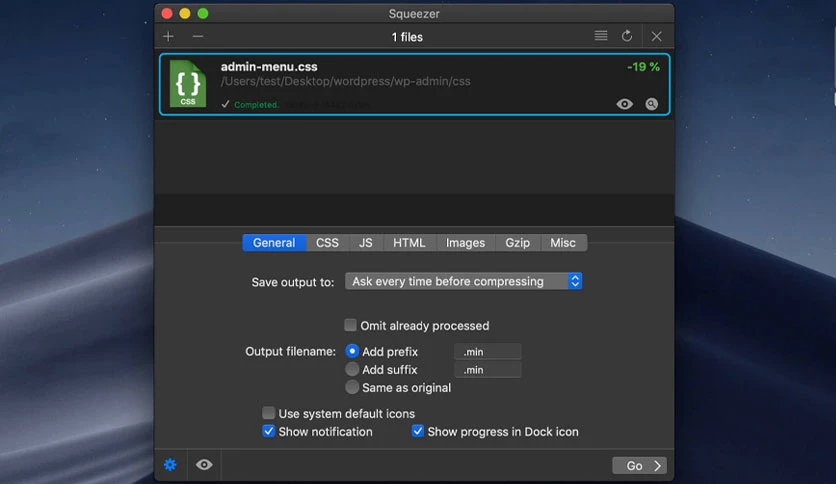 Squeezer
1 files
admin-menu.css
-19 %
/Users/test/Desktop/wordpress/wp-admin/css
CSS
Completed.
General CSS JS HTML Images Gzip Misc
Save output to: Ask every time before compressing
Omit already processed
Output filename: Add prefix .min
Add suffix .min
Same as original
Use system default icons
Show notification Show progress in Dock icon
Go